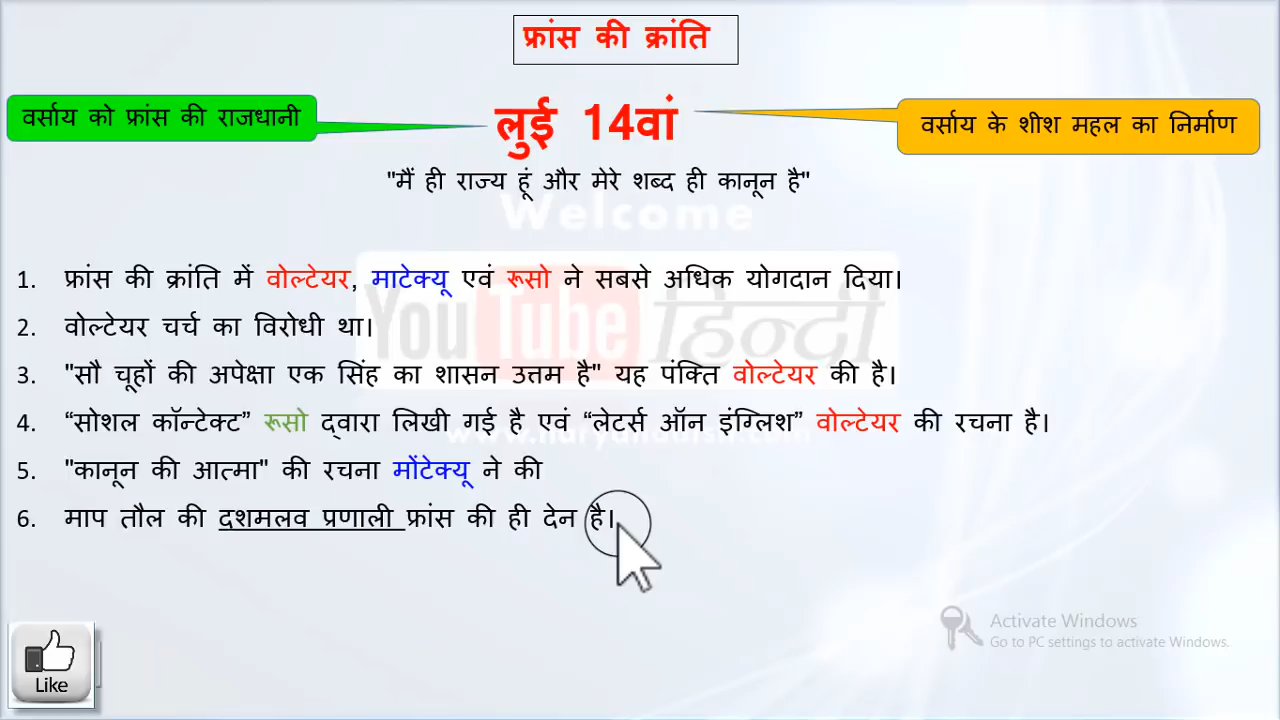 फ्रांस की क्रांति
वर्साय को फ्रांस की राजधानी
लुई 14वां
वर्साय के शीश महल का निर्माण
"मैं ही राज्य हूं और मेरे शब्द ही कानून है"
Welcome
1. फ्रांस की क्रांति में वोल्टेयर, माटेक्यू एवं रूसो ने सबसे अधिक योगदान दिया।
2. वोल्टेयर चर्च का विरोधी था।
YouTube हिन्दी
3. "सौ चूहों की अपेक्षा एक सिंह का शासन उत्तम है" यह पंक्ति वोल्टेयर की है।
4. “सोशल कॉन्टेक्ट” रूसो द्वारा लिखी गई है एवं “लेटर्स ऑन इंग्लिश” वोल्टेयर की रचना है।
5. "कानून की आत्मा" की रचना मोंटेक्यू ने की
6. माप तौल की दशमलव प्रणाली फ्रांस की ही देन है।
Activate Windows
Go to PC settings to activate Windows.
Like